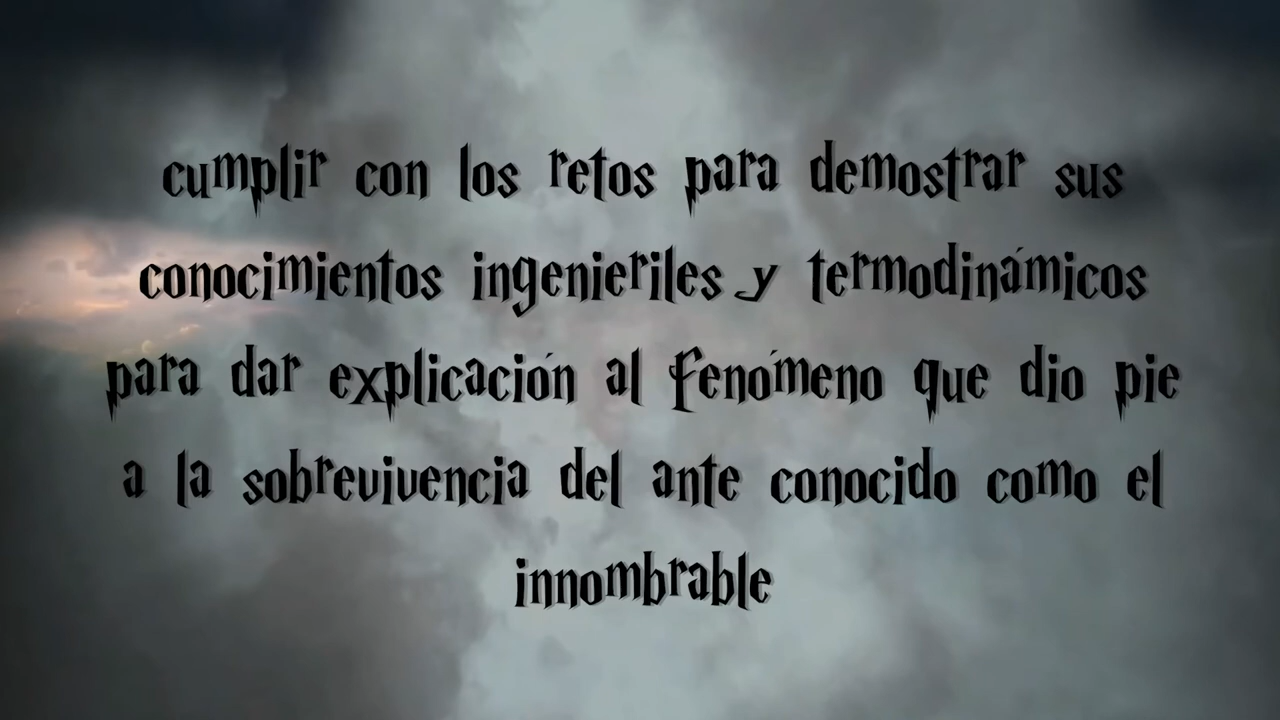 cumplir con los retos para demostrar sus
conocimientos ingenieriles y termodinámicos
para dar explicación al fenómeno que dio pie
a la sobrevivencia del ante conocido como el
innombrable